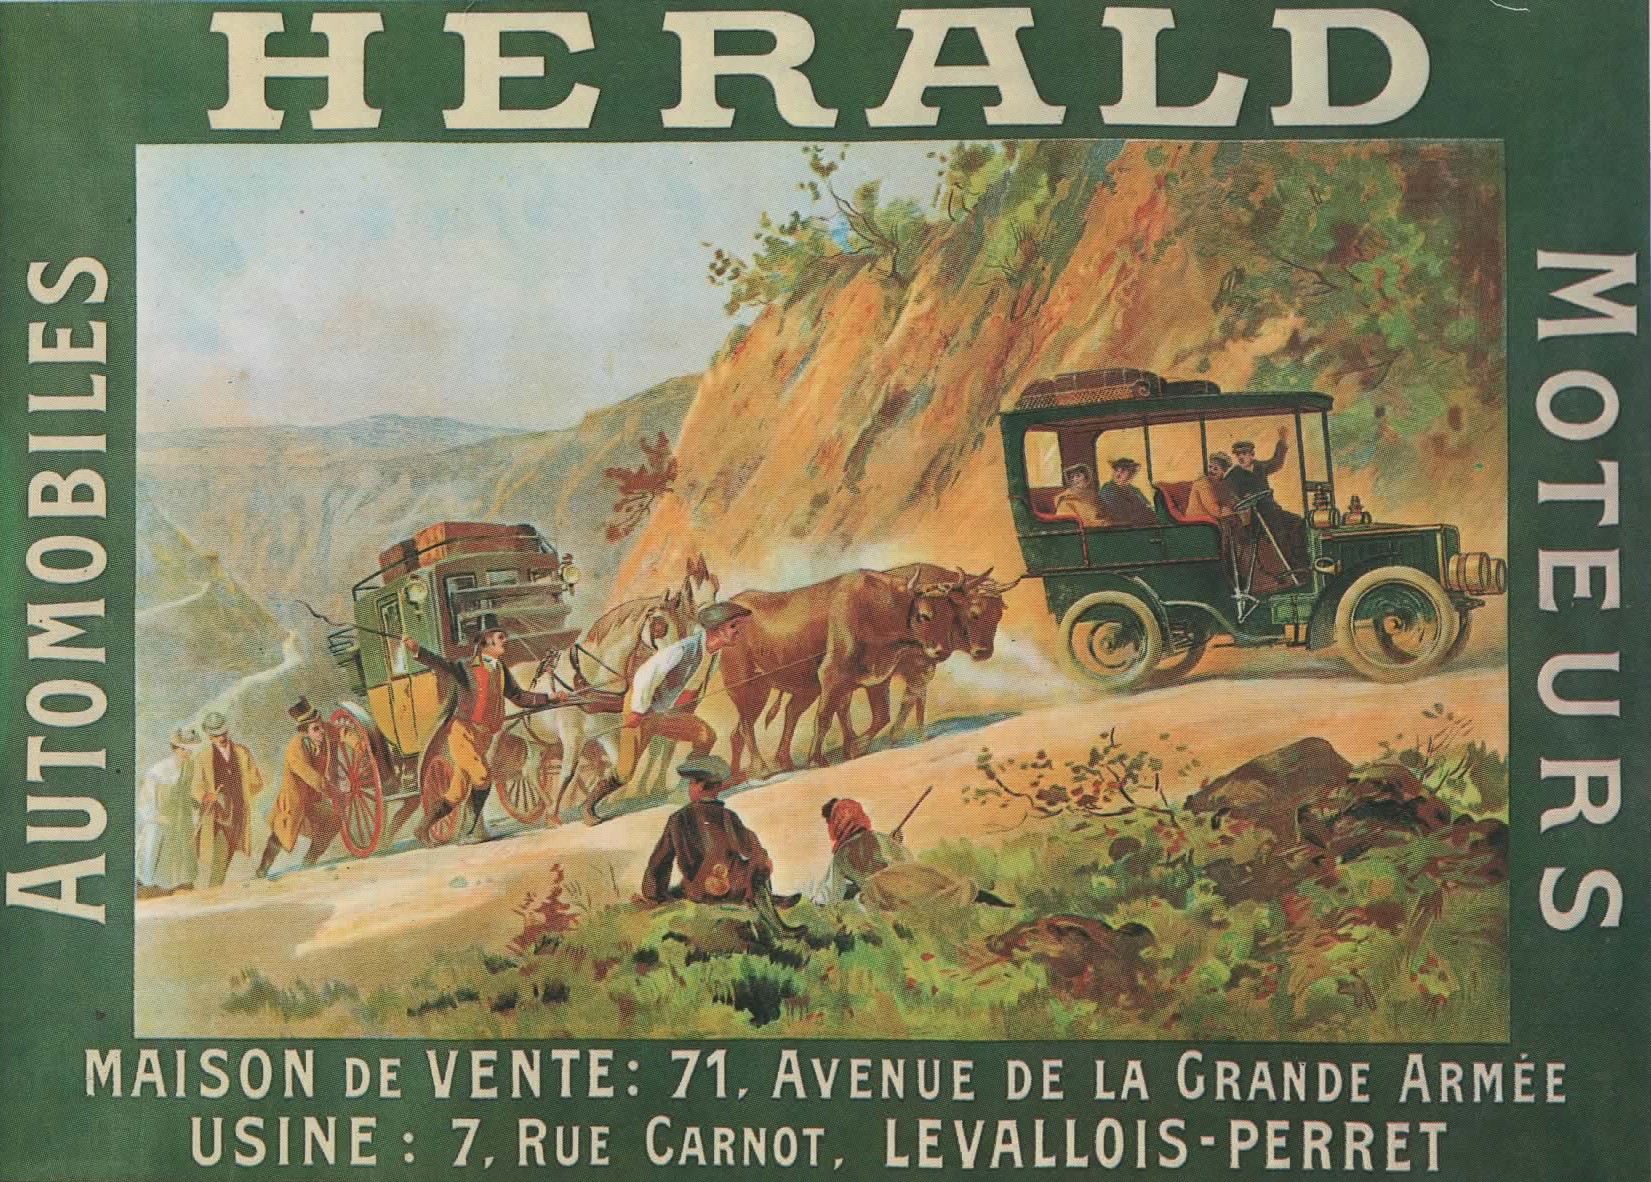 HERALD
AUTOMOBILES
MOTEURS
MAISON DE VENTE: 71, AVENUE DE LA GRANDE ARMÉE
USINE: 7, RUE CARNOT, LEVALLOIS-PERRET